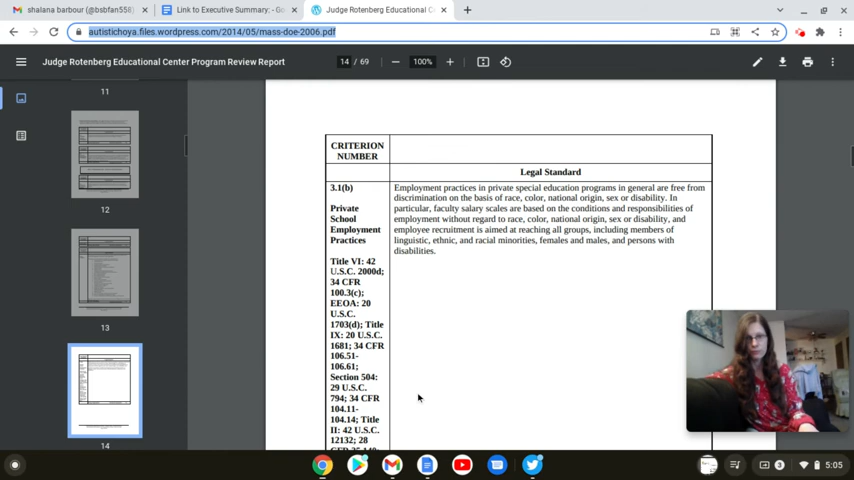 shalana barbour (@bsbfan558)
Link to Executive Summary: - Go
Judge Rotenberg Educational C
autistichoya.files.wordpress.com/2014/05/mass-doe-2006.pdf
Judge Rotenberg Educational Center Program Review Report
14 / 69
100%
11
12
13
14
CRITERION
NUMBER
Legal Standard
3.1(b)
Private
School
Employment
Practices
Title VI: 42
U.S.C. 2000d;
34 CFR
100.3(c);
EEOA: 20
U.S.C.
1703(d); Title
IX: 20 U.S.C.
1681; 34 CFR
106.51-
106.61;
Section 504:
29 U.S.C.
794; 34 CFR
104.11-
104.14; Title
II: 42 U.S.C.
12132; 28
Employment practices in private special education programs in general are free from
discrimination on the basis of race, color, national origin, sex or disability. In
particular, faculty salary scales are based on the conditions and responsibilities of
employment without regard to race, color, national origin, sex or disability, and
employee recruitment is aimed at reaching all groups, including members of
linguistic, ethnic, and racial minorities, females and males, and persons with
disabilities.
3
5:05